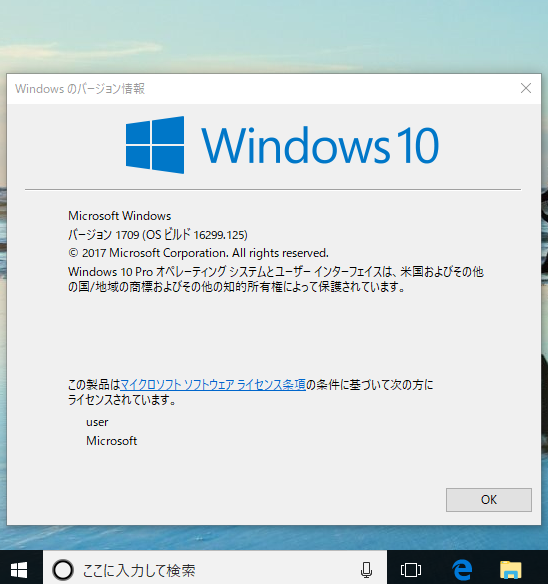 Windows のバージョン情報
Windows 10
Microsoft Windows
バージョン 1709 (OS ビルド 16299.125)
© 2017 Microsoft Corporation. All rights reserved.
Windows 10 Pro オペレーティング システムとユーザー インターフェイスは、米国およびその他
の国/地域の商標およびその他の知的所有権によって保護されています。
この製品はマイクロソフト ソフトウェア ライセンス条項の条件に基づいて次の方に
ライセンスされています。
user
Microsoft
OK
ここに入力して検索